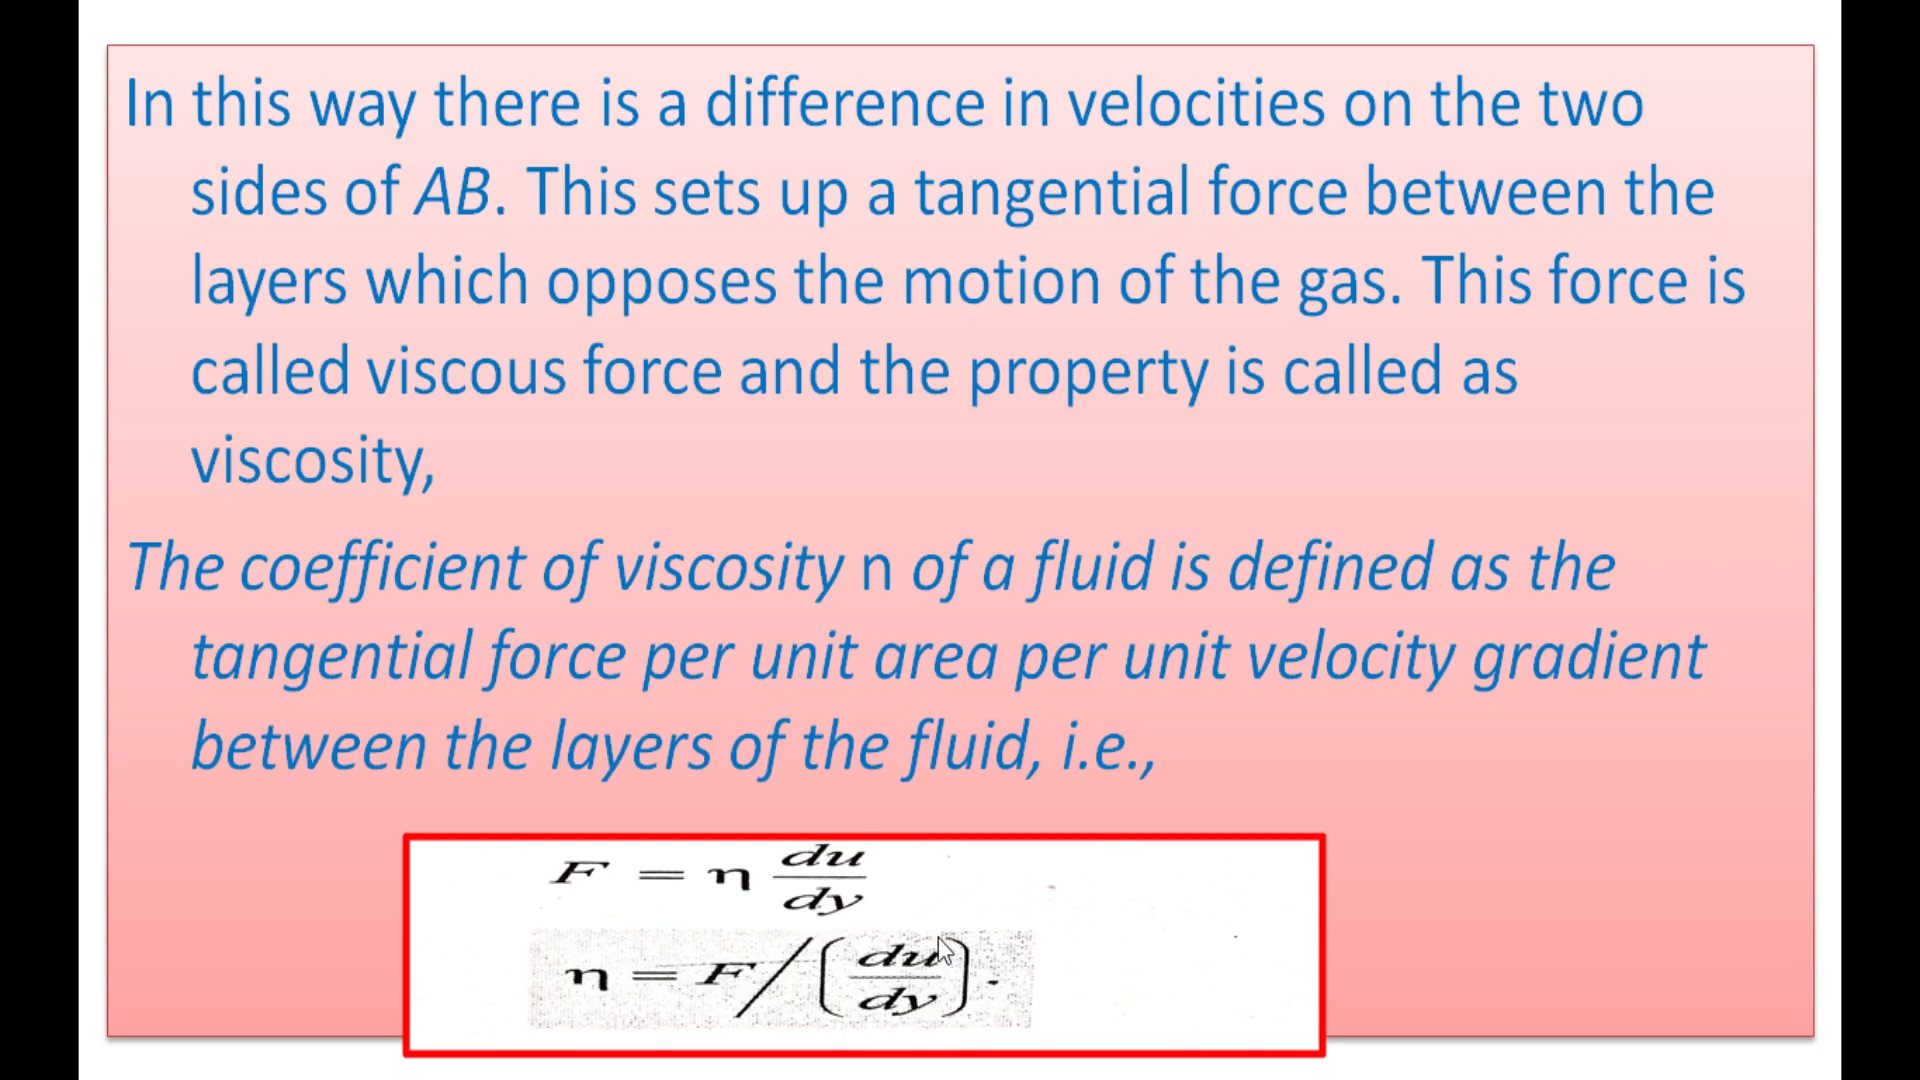 In this way there is a difference in velocities on the two
sides of AB. This sets up a tangential force between the
layers which opposes the motion of the gas. This force is
called viscous force and the property is called as
viscosity,
The coefficient of viscosity n of a fluid is defined as the
tangential force per unit area per unit velocity gradient
between the layers of the fluid, i.e.,
F = η du/dy
η = F/(du/dy).